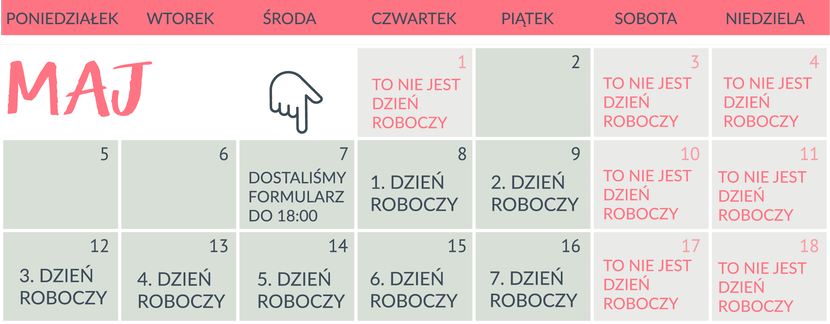 PONIEDZIAŁEK WTOREK ŚRODA CZWARTEK PIĄTEK SOBOTA NIEDZIELA
MAJ
1
TO NIE JEST
DZIEŃ
ROBOCZY
2
3
TO NIE JEST
DZIEŃ
ROBOCZY
4
TO NIE JEST
DZIEŃ
ROBOCZY
5
6
7
DOSTALIŚMY
FORMULARZ
DO 18:00
8
1. DZIEŃ
ROBOCZY
9
2. DZIEŃ
ROBOCZY
10
TO NIE JEST
DZIEŃ
ROBOCZY
11
TO NIE JEST
DZIEŃ
ROBOCZY
12
3. DZIEŃ
ROBOCZY
13
4. DZIEŃ
ROBOCZY
14
5. DZIEŃ
ROBOCZY
15
6. DZIEŃ
ROBOCZY
16
7. DZIEŃ
ROBOCZY
17
TO NIE JEST
DZIEŃ
ROBOCZY
18
TO NIE JEST
DZIEŃ
ROBOCZY